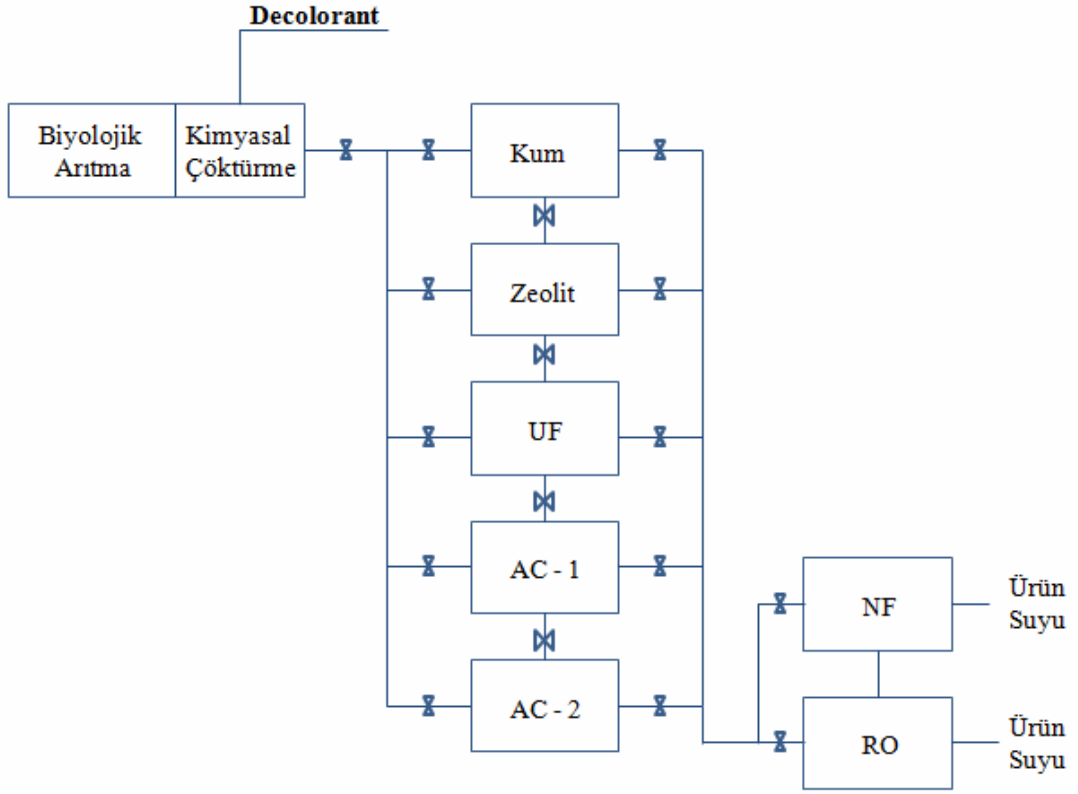 Decolorant
Biyolojik
Arıtma
Kimyasal
Çöktürme
Kum
Zeolit
UF
AC - 1
AC - 2
NF
Ürün
Suyu
RO
Ürün
Suyu